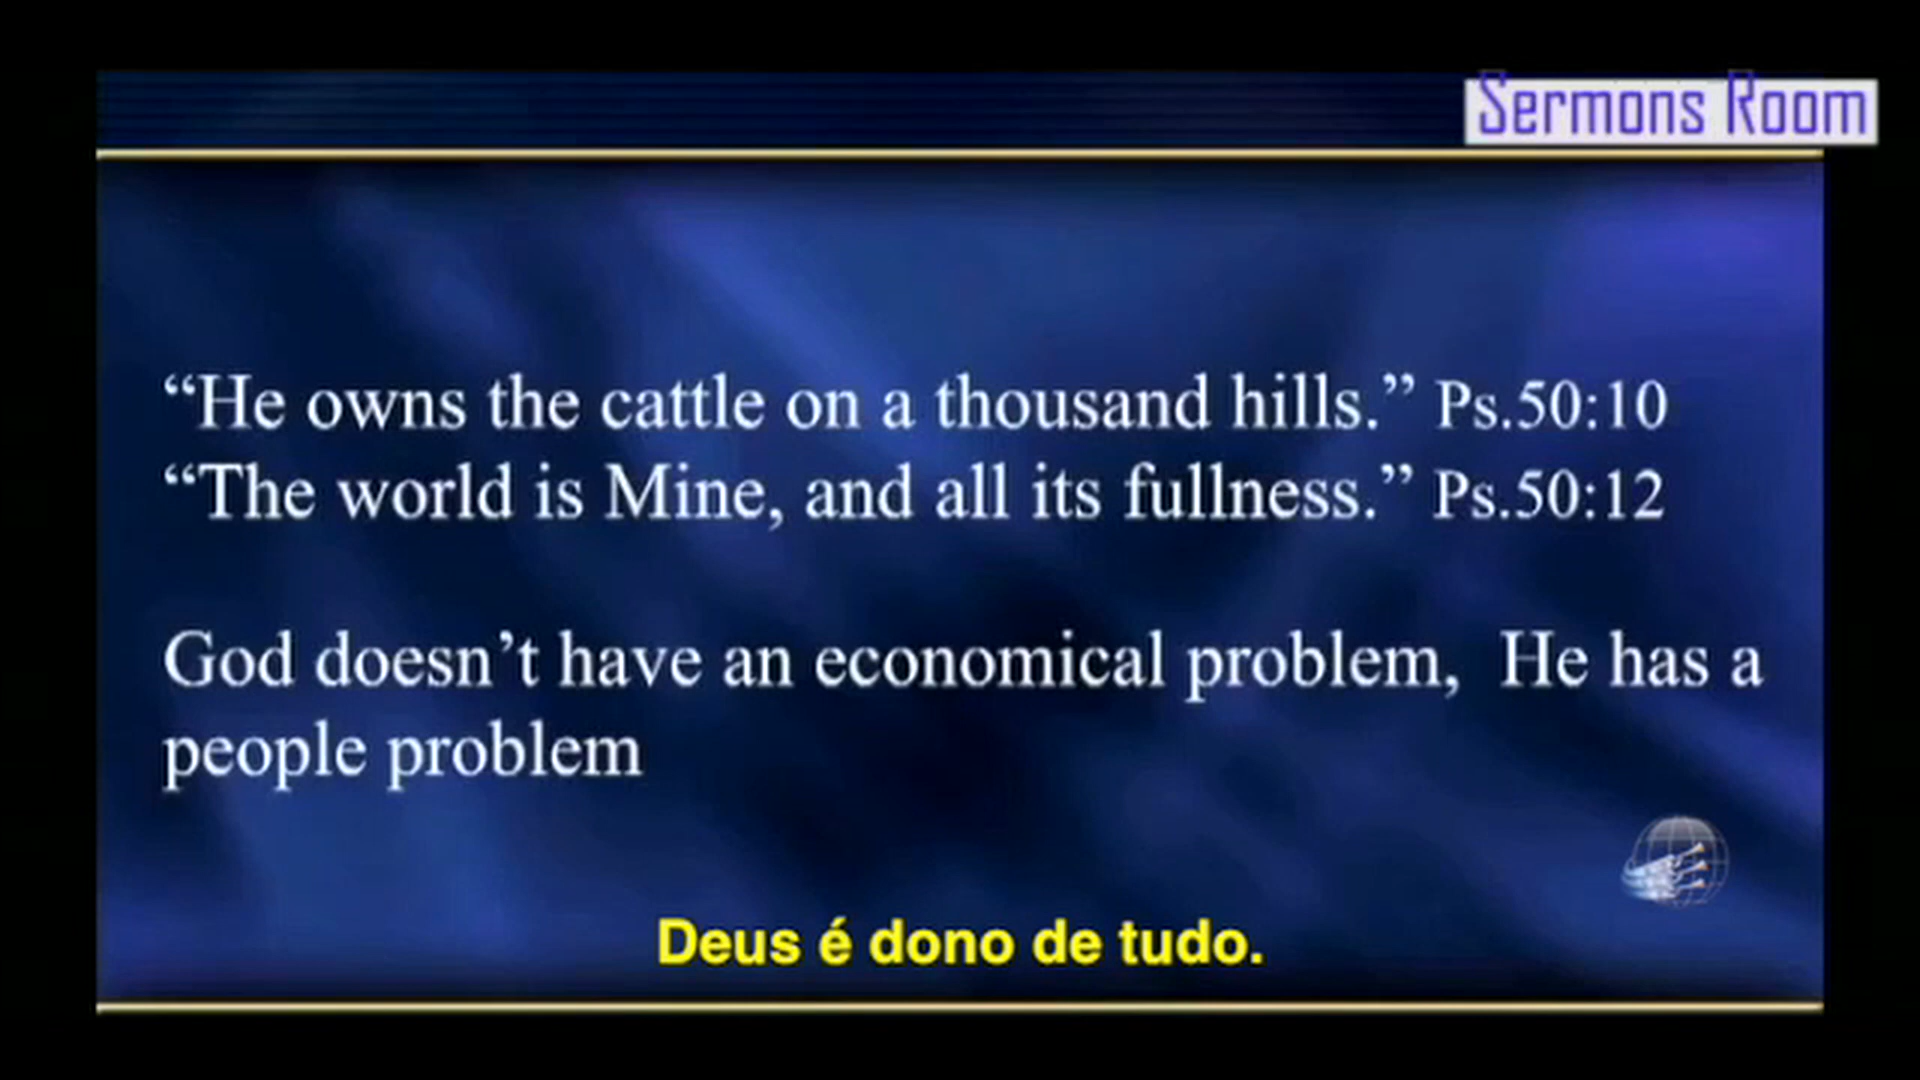 Sermons Room
“He owns the cattle on a thousand hills.” Ps.50:10
“The world is Mine, and all its fullness.” Ps.50:12
God doesn’t have an economical problem,  He has a
people problem
Deus é dono de tudo.